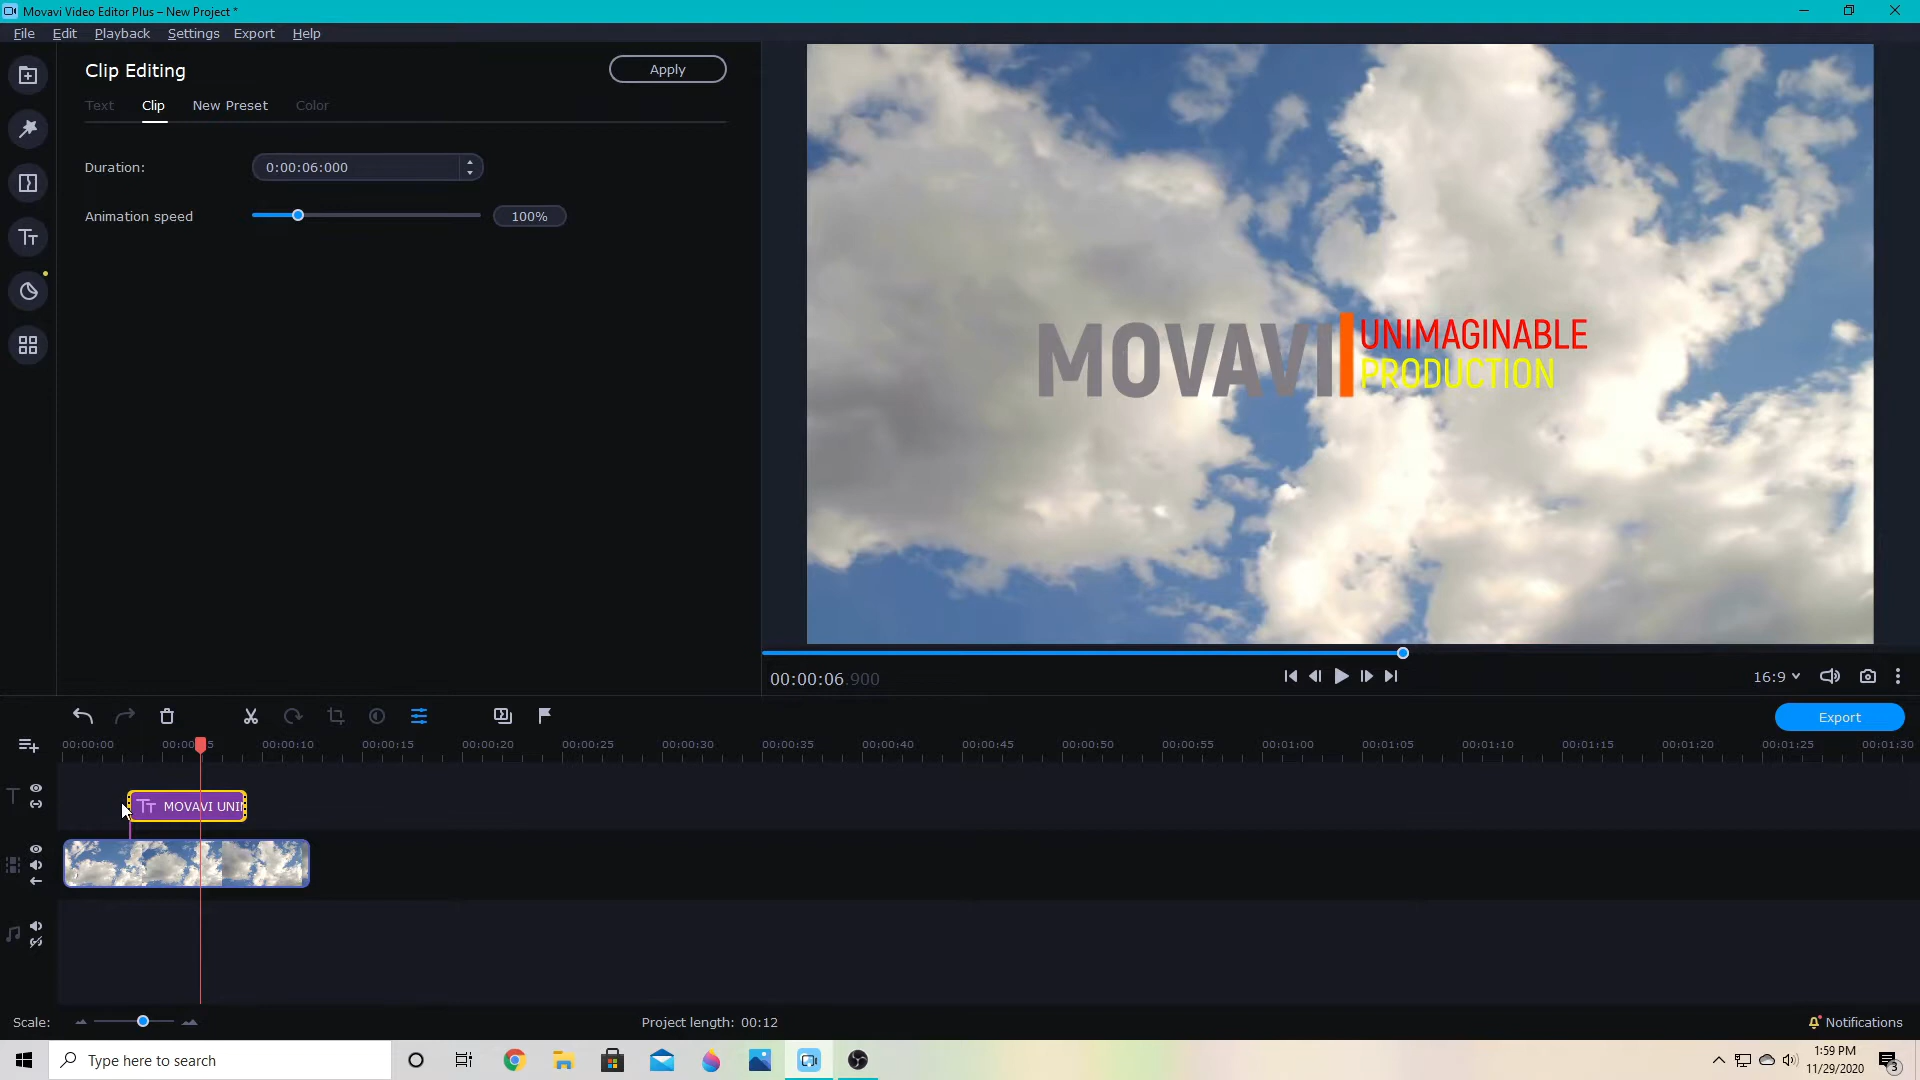 Movavi Video Editor Plus – New Project *
File Edit Playback Settings Export Help
Clip Editing
Apply
Text Clip New Preset Color
Duration: 0:00:06:000
Animation speed 100%
MOVAVI
UNIMAGINABLE
PRODUCTION
00:00:06.900
16:9
Export
00:00:00 00:00:05 00:00:10 00:00:15 00:00:20 00:00:25 00:00:30 00:00:35 00:00:40 00:00:45 00:00:50 00:00:55 00:01:00 00:01:05 00:01:10 00:01:15 00:01:20 00:01:25 00:01:30
MOVAVI UNI
Scale:
Project length: 00:12
Notifications
Type here to search
1:59 PM
11/29/2020
3